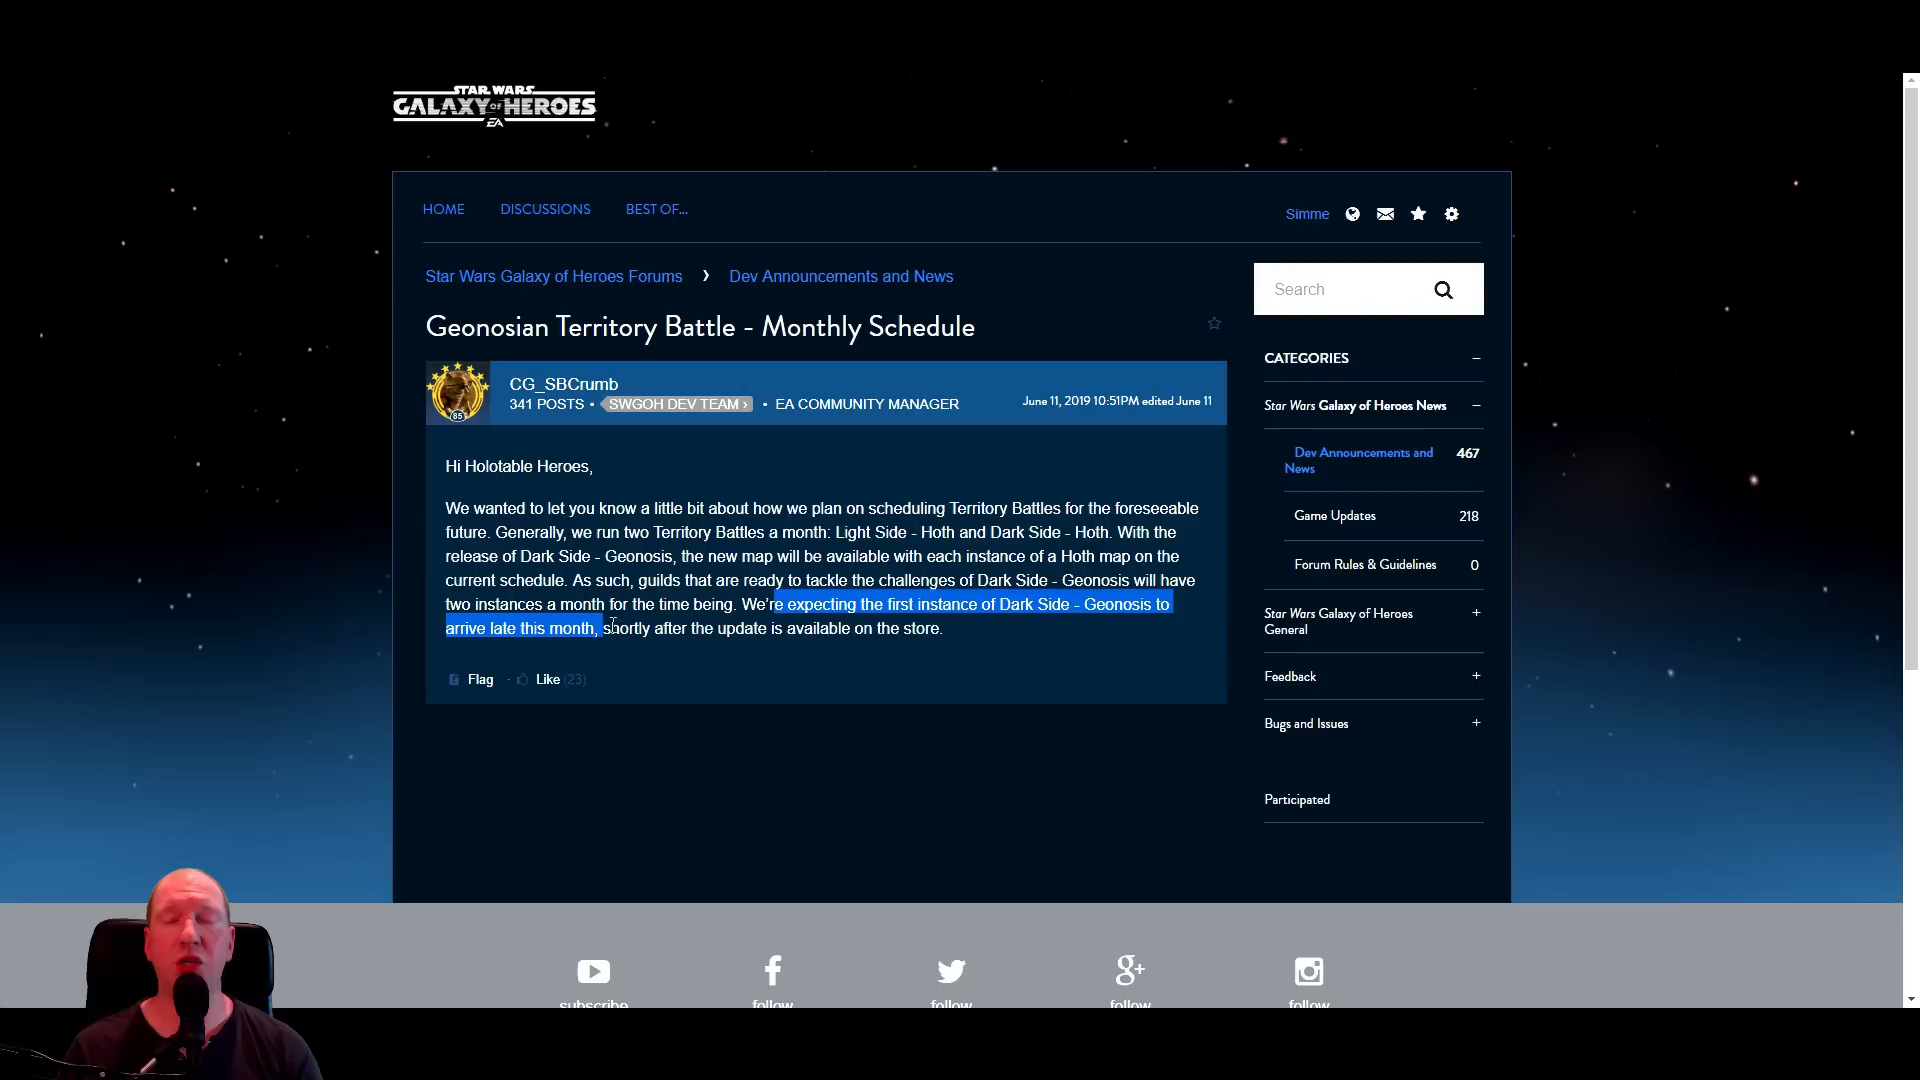 STAR WARS
GALAXY OF HEROES
EA
HOME DISCUSSIONS BEST OF...
Simme
Star Wars Galaxy of Heroes Forums › Dev Announcements and News
Search
Geonosian Territory Battle - Monthly Schedule
CG_SBCrumb
341 POSTS • SWGOH DEV TEAM › • EA COMMUNITY MANAGER
June 11, 2019 10:51PM edited June 11
85
Hi Holotable Heroes,
We wanted to let you know a little bit about how we plan on scheduling Territory Battles for the foreseeable
future. Generally, we run two Territory Battles a month: Light Side - Hoth and Dark Side - Hoth. With the
release of Dark Side - Geonosis, the new map will be available with each instance of a Hoth map on the
current schedule. As such, guilds that are ready to tackle the challenges of Dark Side - Geonosis will have
two instances a month for the time being. We're expecting the first instance of Dark Side - Geonosis to
arrive late this month, shortly after the update is available on the store.
Flag · Like (23)
CATEGORIES −
Star Wars Galaxy of Heroes News −
Dev Announcements and 467
News
Game Updates 218
Forum Rules & Guidelines 0
Star Wars Galaxy of Heroes +
General
Feedback +
Bugs and Issues +
Participated
subscribe follow follow follow follow